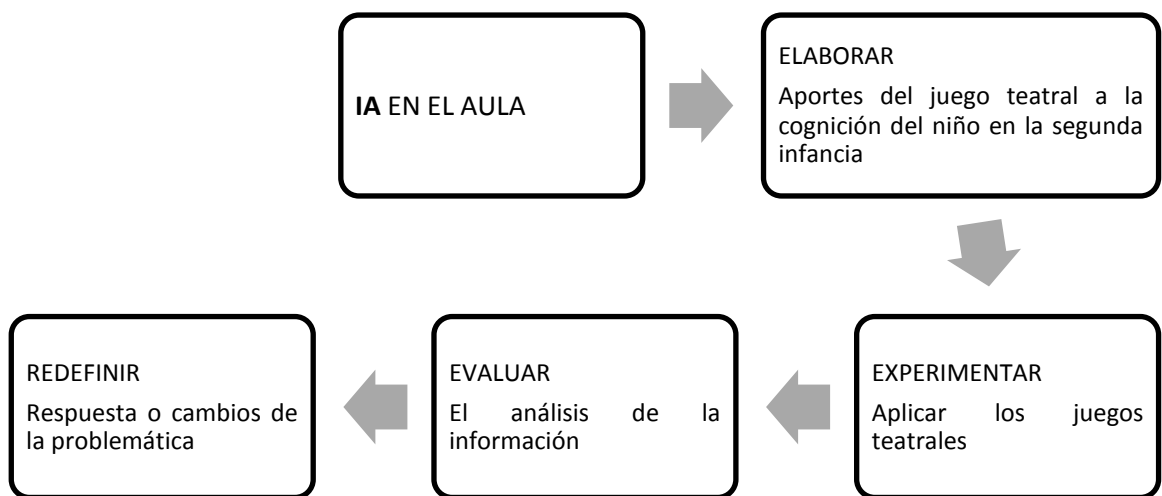 IA EN EL AULA
ELABORAR
Aportes del juego teatral a la
cognición del niño en la segunda
infancia
EXPERIMENTAR
Aplicar los juegos
teatrales
EVALUAR
El análisis de la
información
REDEFINIR
Respuesta o cambios de
la problemática